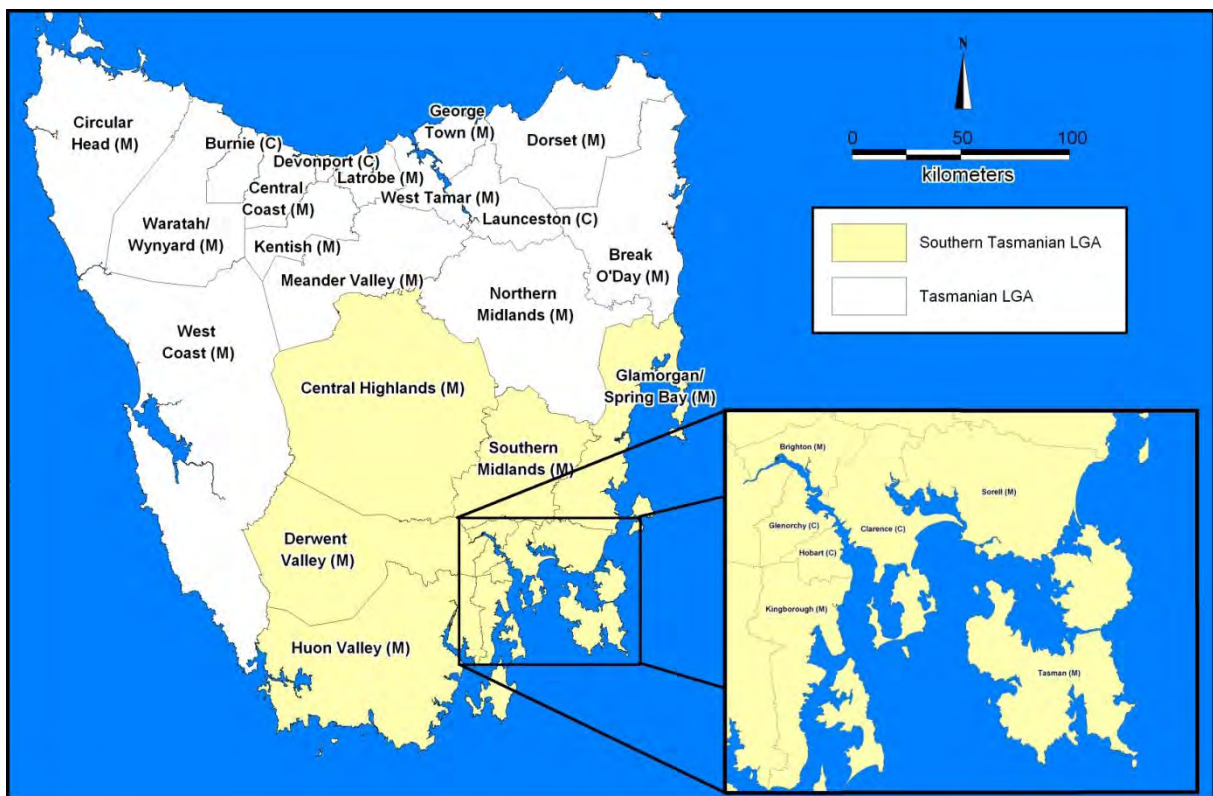 N
0 50 100
kilometers
Southern Tasmanian LGA
Tasmanian LGA
Circular
Head (M)
Burnie (C)
Devonport (C)
Latrobe (M)
George
Town (M)
Dorset (M)
Central
Coast (M)
West Tamar (M)
Launceston (C)
Waratah/
Wynyard (M)
Kentish (M)
Meander Valley (M)
Break
O'Day (M)
Northern
Midlands (M)
West
Coast (M)
Central Highlands (M)
Glamorgan/
Spring Bay (M)
Southern
Midlands (M)
Derwent
Valley (M)
Huon Valley (M)
Brighton (M)
Sorell (M)
Glenorchy (C)
Clarence (C)
Hobart (C)
Kingborough (M)
Tasman (M)